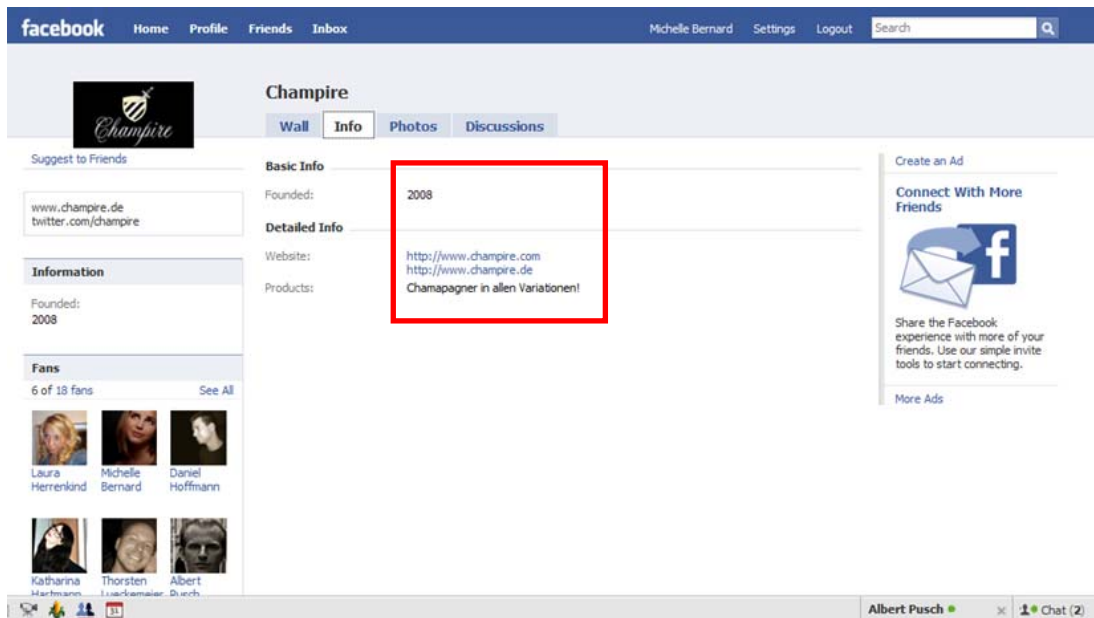 facebook Home Profile Friends Inbox Michelle Bernard Settings Logout Search
Champire
Champire
Wall Info Photos Discussions
Suggest to Friends
www.champire.de
twitter.com/champire
Information
Founded:
2008
Fans
6 of 18 fans See All
Laura Herrenkind
Michelle Bernard
Daniel Hoffmann
Katharina Hartmann
Thorsten Lueckemeier
Albert Pusch
Basic Info
Founded: 2008
Detailed Info
Website: http://www.champire.com
http://www.champire.de
Products: Chamapagner in allen Variationen!
Create an Ad
Connect With More
Friends
f
Share the Facebook
experience with more of your
friends. Use our simple invite
tools to start connecting.
More Ads
31
Albert Pusch x Chat (2)